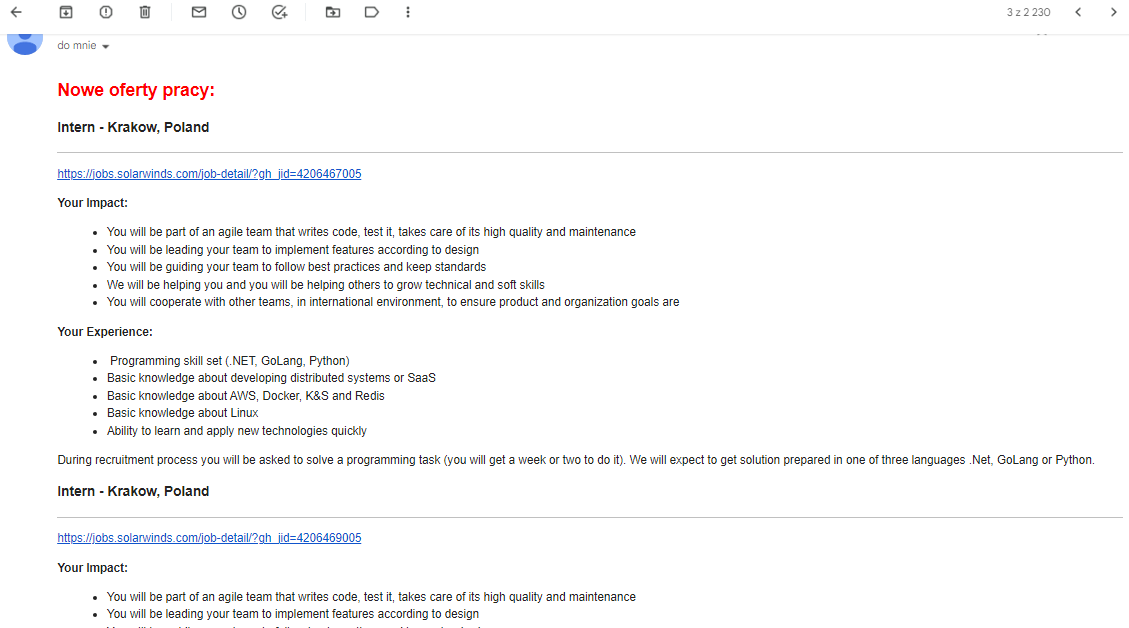 3 z 2 230
do mnie
Nowe oferty pracy:
Intern - Krakow, Poland
https://jobs.solarwinds.com/job-detail/?gh_jid=4206467005
Your Impact:
You will be part of an agile team that writes code, test it, takes care of its high quality and maintenance
You will be leading your team to implement features according to design
You will be guiding your team to follow best practices and keep standards
We will be helping you and you will be helping others to grow technical and soft skills
You will cooperate with other teams, in international environment, to ensure product and organization goals are
Your Experience:
Programming skill set (.NET, GoLang, Python)
Basic knowledge about developing distributed systems or SaaS
Basic knowledge about AWS, Docker, K&S and Redis
Basic knowledge about Linux
Ability to learn and apply new technologies quickly
During recruitment process you will be asked to solve a programming task (you will get a week or two to do it). We will expect to get solution prepared in one of three languages .Net, GoLang or Python.
Intern - Krakow, Poland
https://jobs.solarwinds.com/job-detail/?gh_jid=4206469005
Your Impact:
You will be part of an agile team that writes code, test it, takes care of its high quality and maintenance
You will be leading your team to implement features according to design